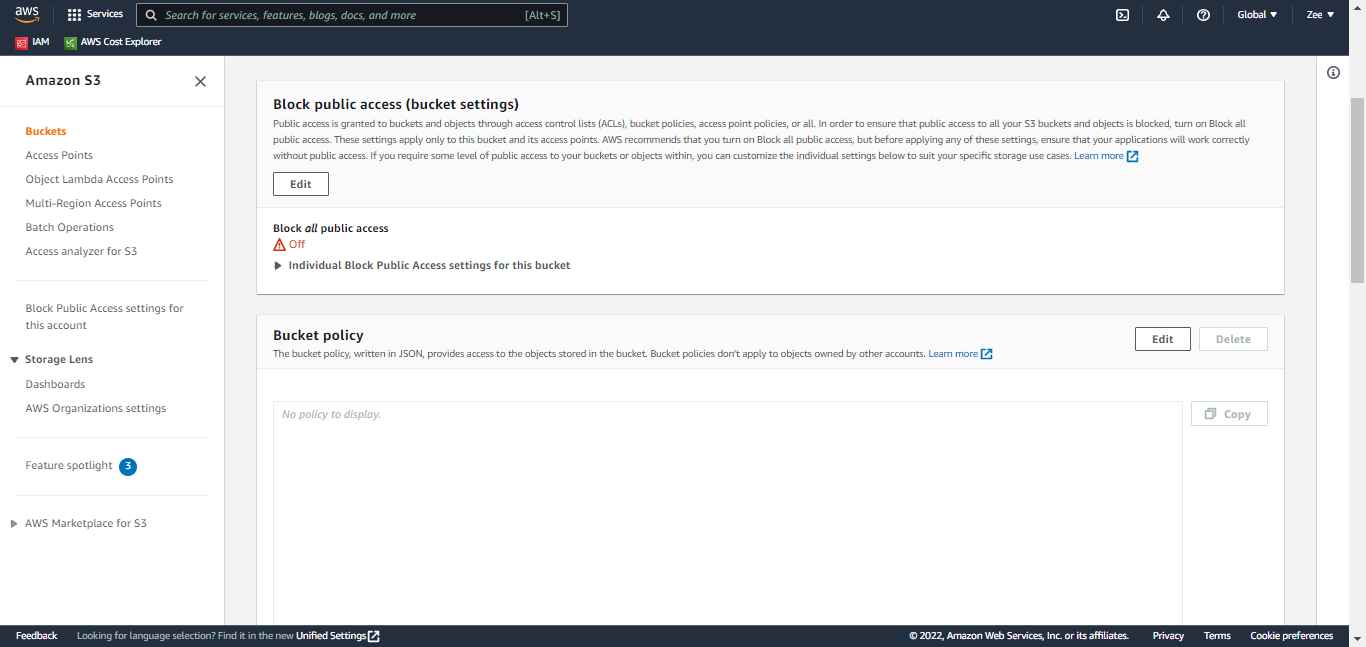 aws
Services
Search for services, features, blogs, docs, and more [Alt+S]
Global ▼
Zee ▼
IAM
AWS Cost Explorer
Amazon S3
Buckets
Access Points
Object Lambda Access Points
Multi-Region Access Points
Batch Operations
Access analyzer for S3
Block Public Access settings for
this account
Storage Lens
Dashboards
AWS Organizations settings
Feature spotlight 3
AWS Marketplace for S3
Block public access (bucket settings)
Public access is granted to buckets and objects through access control lists (ACLs), bucket policies, access point policies, or all. In order to ensure that public access to all your S3 buckets and objects is blocked, turn on Block all
public access. These settings apply only to this bucket and its access points. AWS recommends that you turn on Block all public access, but before applying any of these settings, ensure that your applications will work correctly
without public access. If you require some level of public access to your buckets or objects within, you can customize the individual settings below to suit your specific storage use cases. Learn more
Edit
Block all public access
Off
Individual Block Public Access settings for this bucket
Bucket policy
The bucket policy, written in JSON, provides access to the objects stored in the bucket. Bucket policies don't apply to objects owned by other accounts. Learn more
Edit
Delete
No policy to display.
Copy
Feedback
Looking for language selection? Find it in the new Unified Settings
© 2022, Amazon Web Services, Inc. or its affiliates.
Privacy
Terms
Cookie preferences